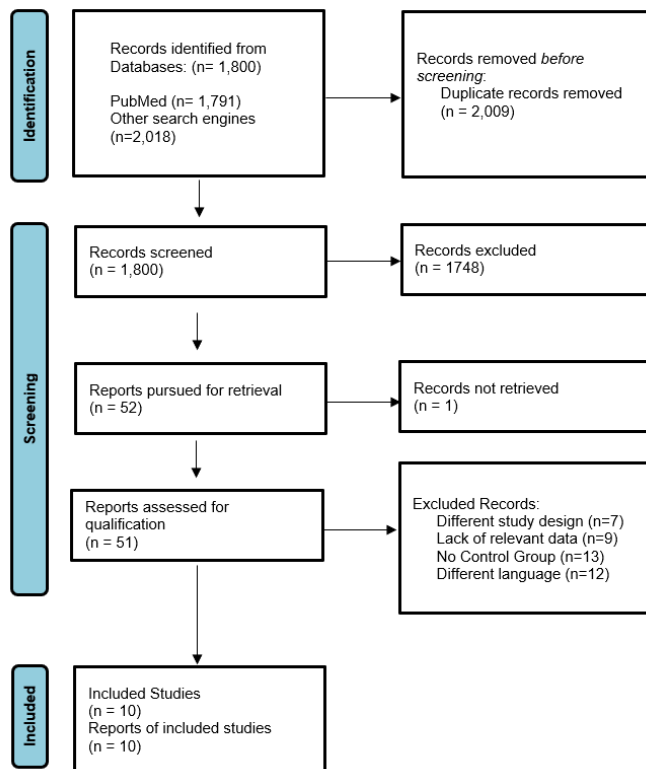 Identification
Records identified from
Databases: (n= 1,800)
PubMed (n= 1,791)
Other search engines
(n=2,018)
Records removed before
screening:
Duplicate records removed
(n = 2,009)
Screening
Records screened
(n = 1,800)
Records excluded
(n = 1748)
Reports pursued for retrieval
(n = 52)
Records not retrieved
(n = 1)
Reports assessed for
qualification
(n = 51)
Excluded Records:
Different study design (n=7)
Lack of relevant data (n=9)
No Control Group (n=13)
Different language (n=12)
Included
Included Studies
(n = 10)
Reports of included studies
(n = 10)